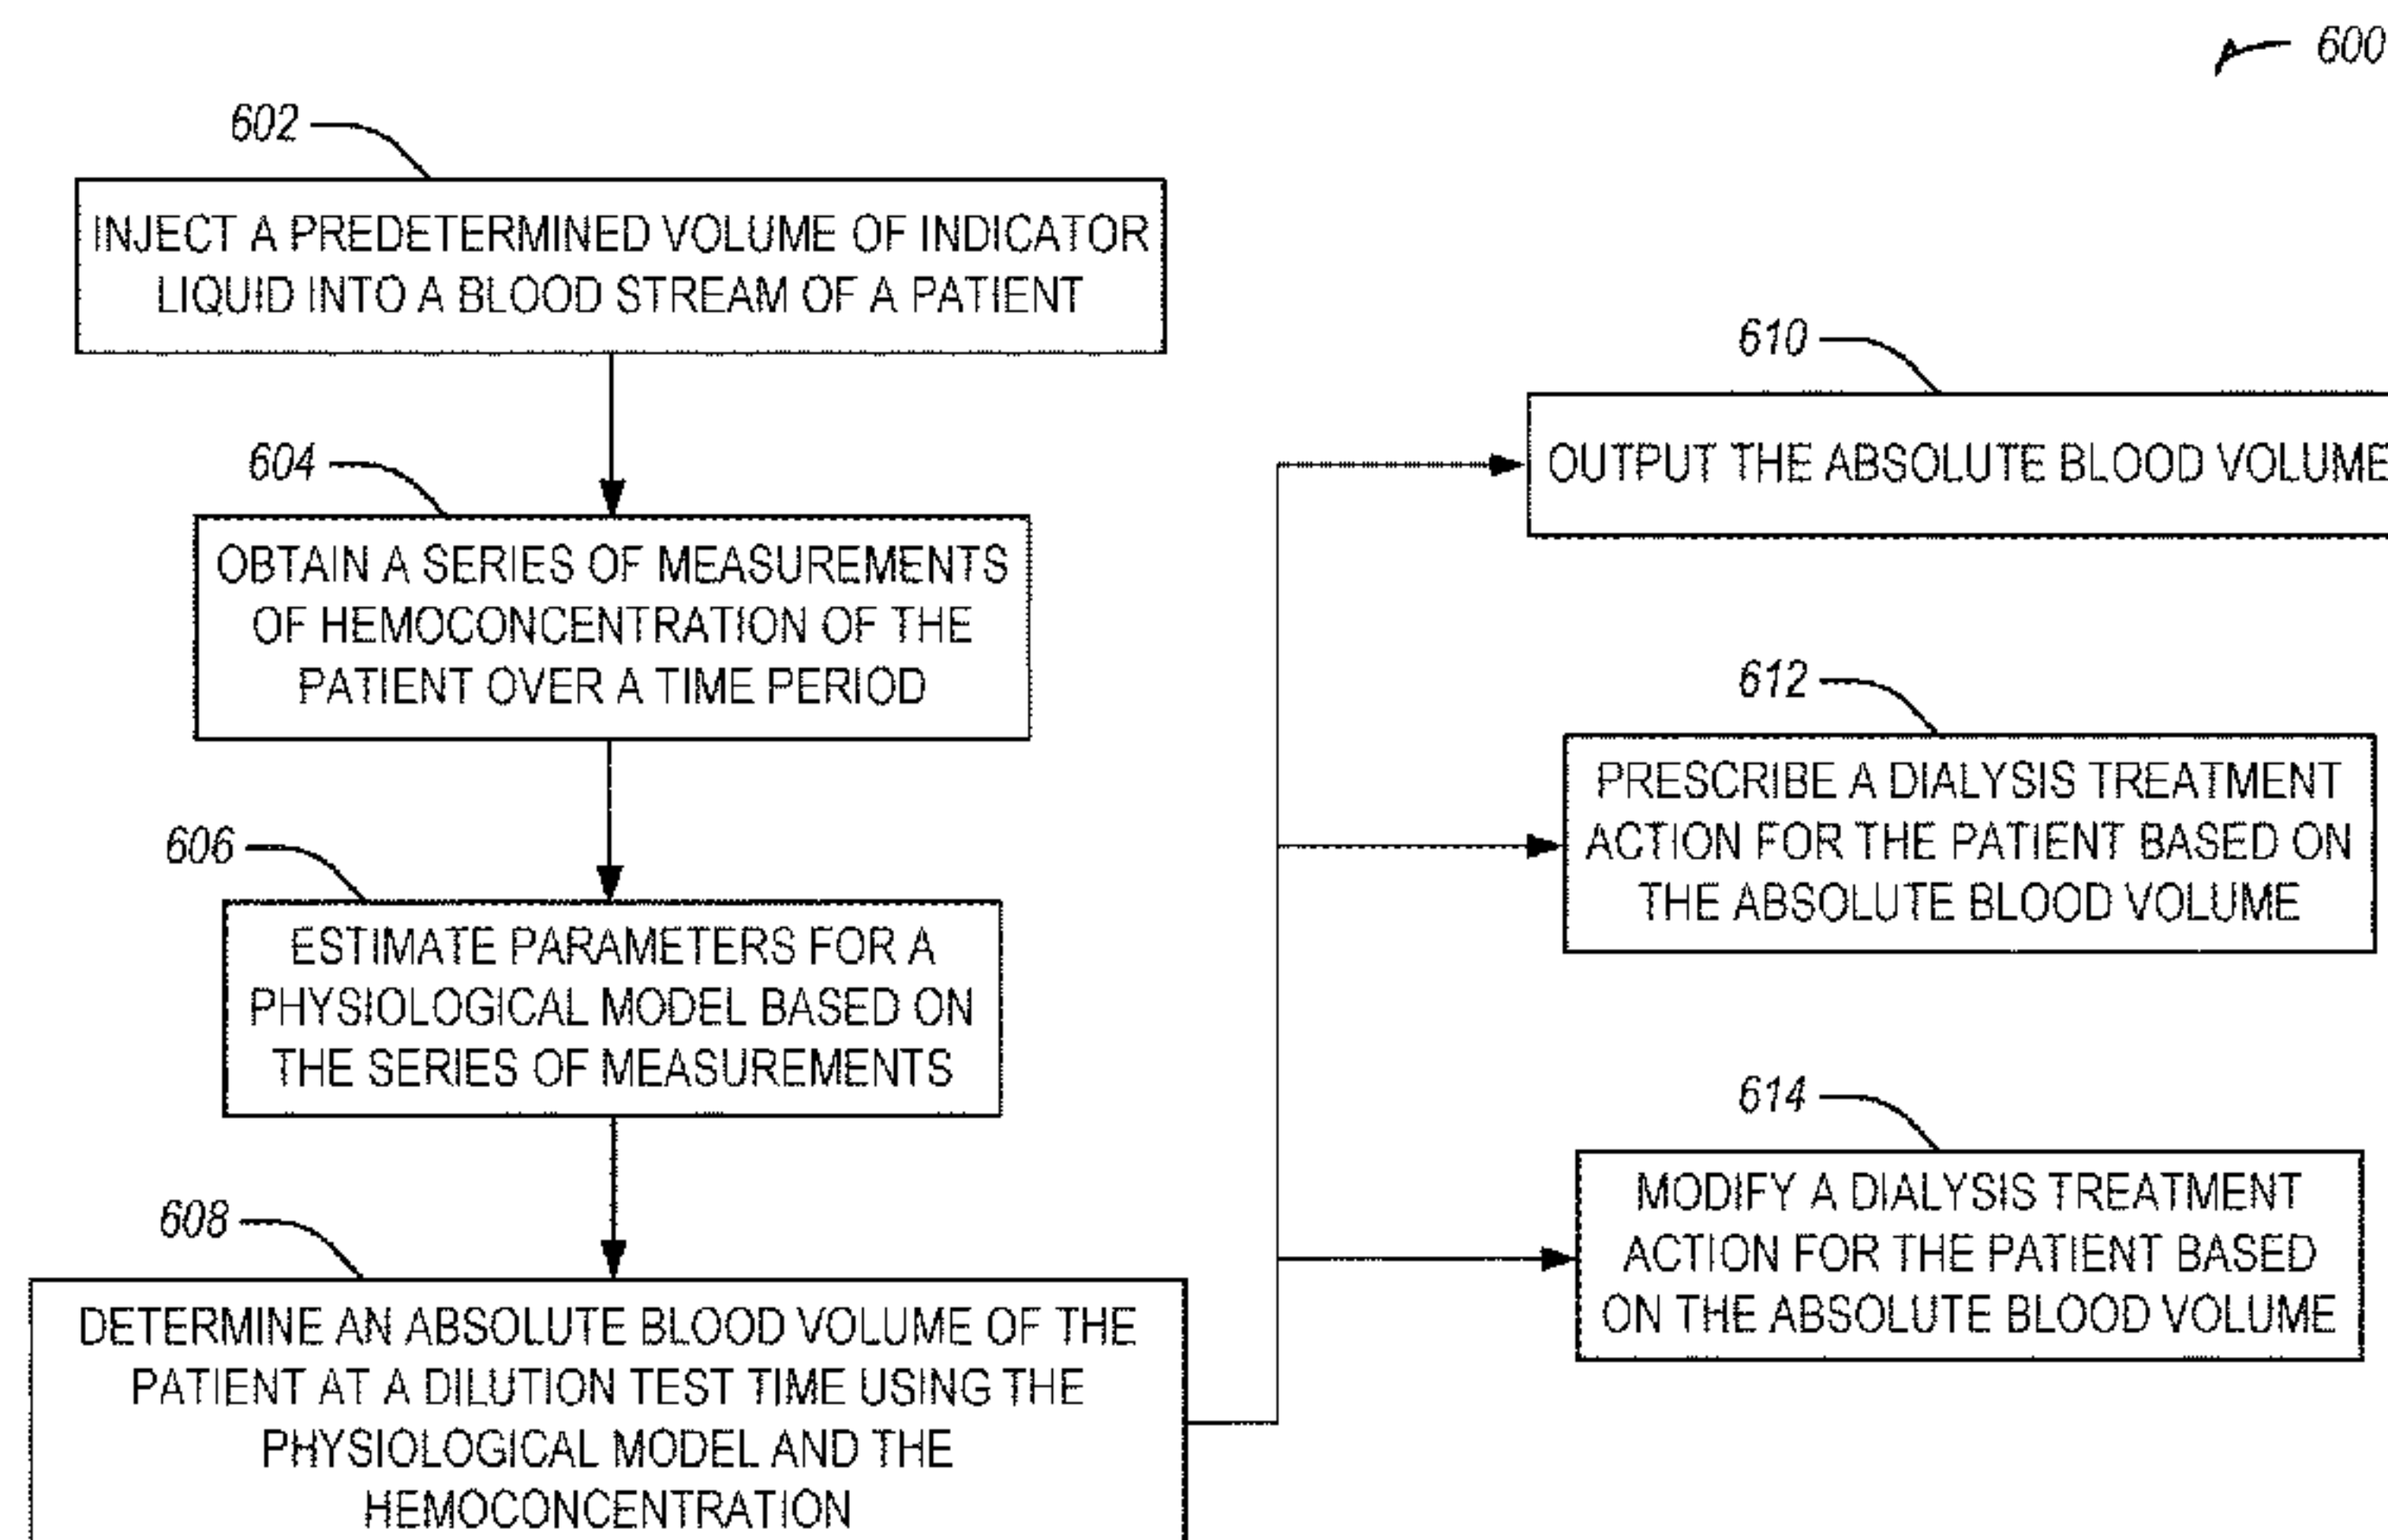 600
602
INJECT A PREDETERMINED VOLUME OF INDICATOR
LIQUID INTO A BLOOD STREAM OF A PATIENT
604
OBTAIN A SERIES OF MEASUREMENTS
OF HEMOCONCENTRATION OF THE
PATIENT OVER A TIME PERIOD
606
ESTIMATE PARAMETERS FOR A
PHYSIOLOGICAL MODEL BASED ON
THE SERIES OF MEASUREMENTS
608
DETERMINE AN ABSOLUTE BLOOD VOLUME OF THE
PATIENT AT A DILUTION TEST TIME USING THE
PHYSIOLOGICAL MODEL AND THE
HEMOCONCENTRATION
610
OUTPUT THE ABSOLUTE BLOOD VOLUME
612
PRESCRIBE A DIALYSIS TREATMENT
ACTION FOR THE PATIENT BASED ON
THE ABSOLUTE BLOOD VOLUME
614
MODIFY A DIALYSIS TREATMENT
ACTION FOR THE PATIENT BASED
ON THE ABSOLUTE BLOOD VOLUME